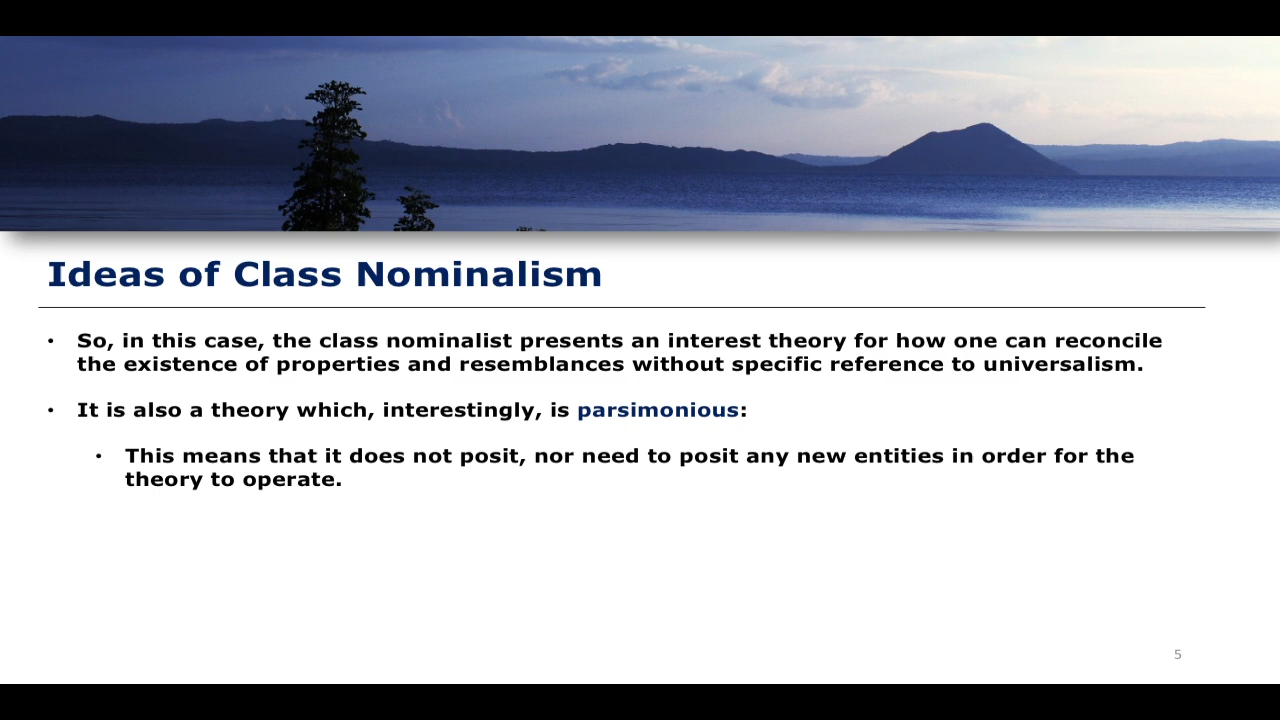 Ideas of Class Nominalism
• So, in this case, the class nominalist presents an interest theory for how one can reconcile
the existence of properties and resemblances without specific reference to universalism.
• It is also a theory which, interestingly, is parsimonious:
• This means that it does not posit, nor need to posit any new entities in order for the
theory to operate.
5